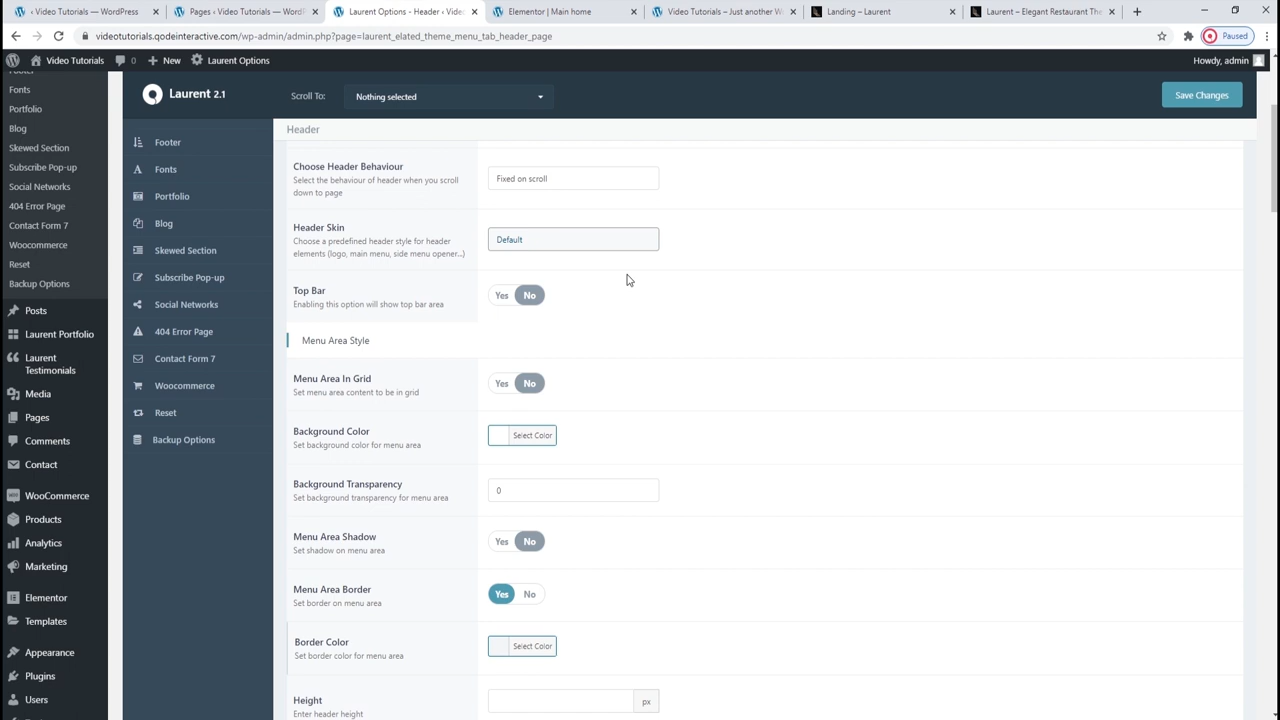 ‹ Video Tutorials — WordPress
Pages ‹ Video Tutorials — WordP
Laurent Options - Header ‹ Video
Elementor | Main home
Video Tutorials – Just another W
Landing – Laurent
Laurent – Elegant Restaurant The
videotutorials.qodeinteractive.com/wp-admin/admin.php?page=laurent_elated_theme_menu_tab_header_page
Paused
Video Tutorials
0
New
Laurent Options
Howdy, admin
Footer
Fonts
Portfolio
Blog
Skewed Section
Subscribe Pop-up
Social Networks
404 Error Page
Contact Form 7
Woocommerce
Reset
Backup Options
Posts
Laurent Portfolio
Laurent
Testimonials
Media
Pages
Comments
Contact
WooCommerce
Products
Analytics
Marketing
Elementor
Templates
Appearance
Plugins
Users
Laurent 2.1
Scroll To:
Nothing selected
Save Changes
Footer
Fonts
Portfolio
Blog
Skewed Section
Subscribe Pop-up
Social Networks
404 Error Page
Contact Form 7
Woocommerce
Reset
Backup Options
Header
Choose Header Behaviour
Select the behaviour of header when you scroll
down to page
Fixed on scroll
Header Skin
Choose a predefined header style for header
elements (logo, main menu, side menu opener...)
Default
Top Bar
Enabling this option will show top bar area
Yes No
Menu Area Style
Menu Area In Grid
Set menu area content to be in grid
Yes No
Background Color
Set background color for menu area
Select Color
Background Transparency
Set background transparency for menu area
0
Menu Area Shadow
Set shadow on menu area
Yes No
Menu Area Border
Set border on menu area
Yes No
Border Color
Set border color for menu area
Select Color
Height
Enter header height
px